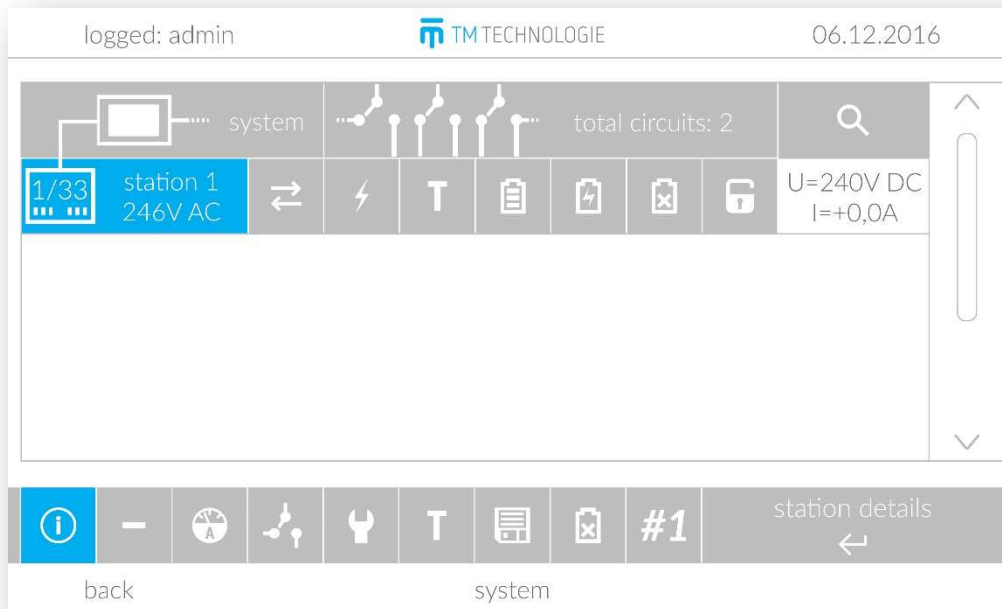 logged: admin
TM TECHNOLOGIE
06.12.2016
system
total circuits: 2
1/33
station 1
246V AC
T
U=240V DC
I=+0,0A
A
T
#1
station details
back
system